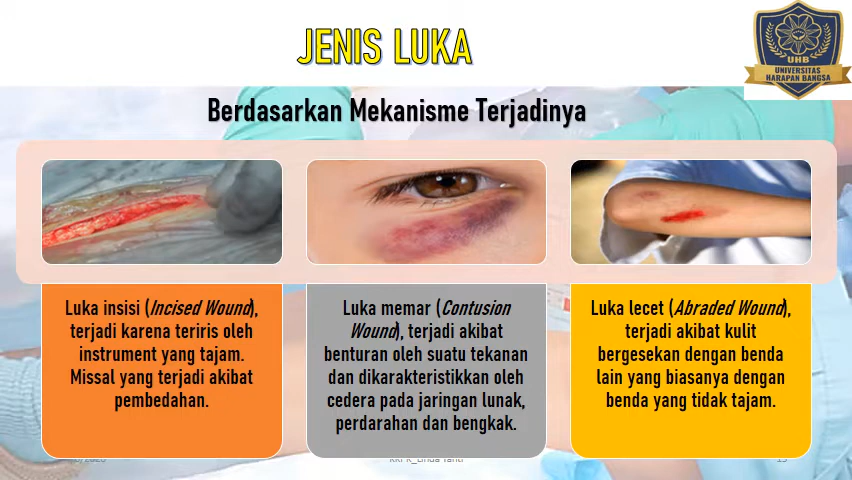 JENIS LUKA
UHB
UNIVERSITAS
HARAPAN BANGSA
Berdasarkan Mekanisme Terjadinya
Luka insisi (Incised Wound),
terjadi karena teriris oleh
instrument yang tajam.
Missal yang terjadi akibat
pembedahan.
Luka memar (Contusion
Wound), terjadi akibat
benturan oleh suatu tekanan
dan dikarakteristikkan oleh
cedera pada jaringan lunak,
perdarahan dan bengkak.
Luka lecet (Abraded Wound),
terjadi akibat kulit
bergesekan dengan benda
lain yang biasanya dengan
benda yang tidak tajam.